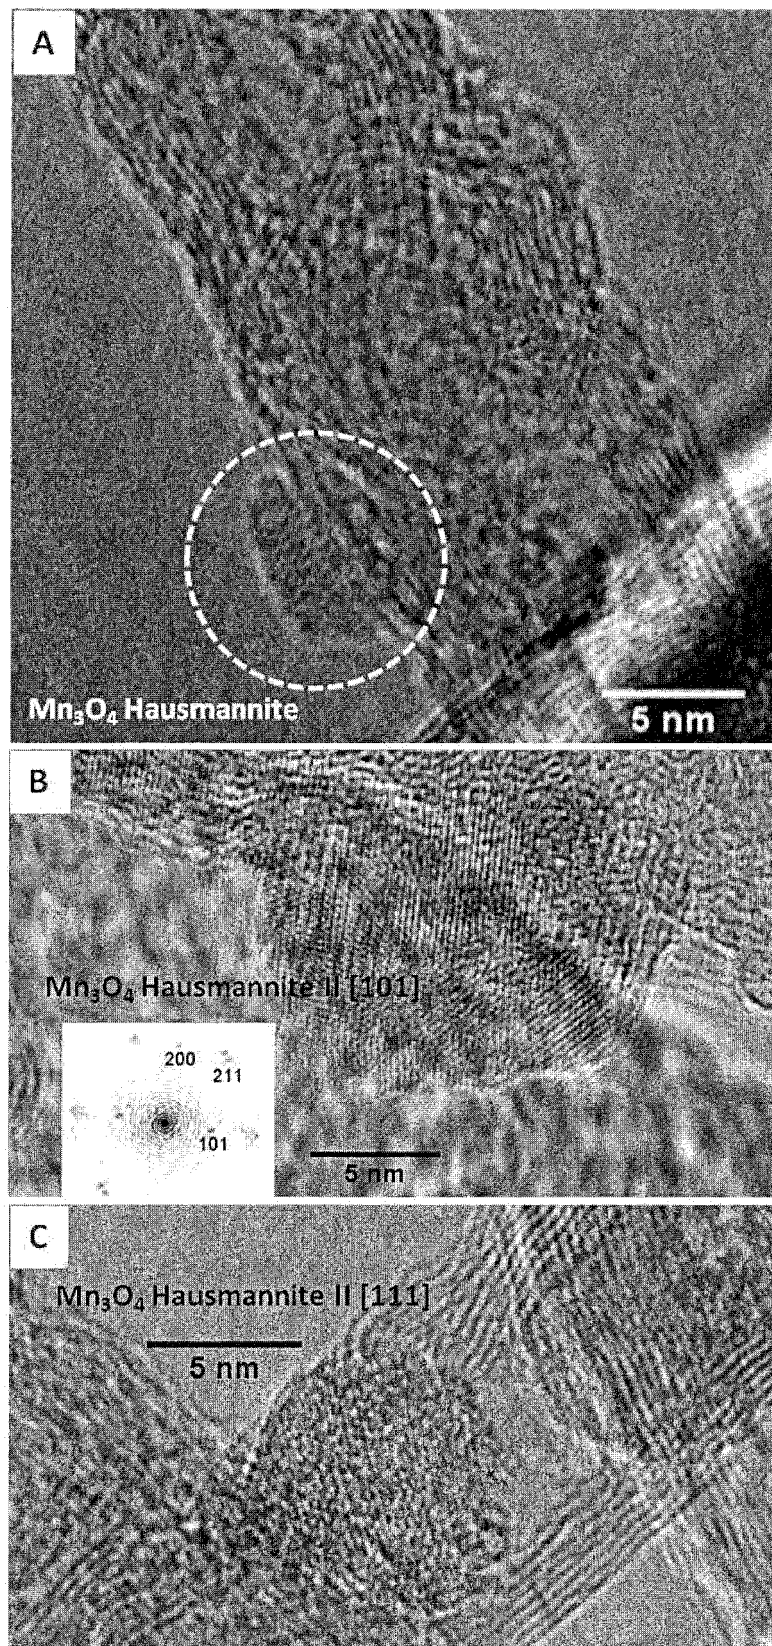 A
Mn₃O₄ Hausmannite
5 nm
B
Mn₃O₄ Hausmannite II [101]
200
211
101
5 nm
C
Mn₃O₄ Hausmannite II [111]
5 nm